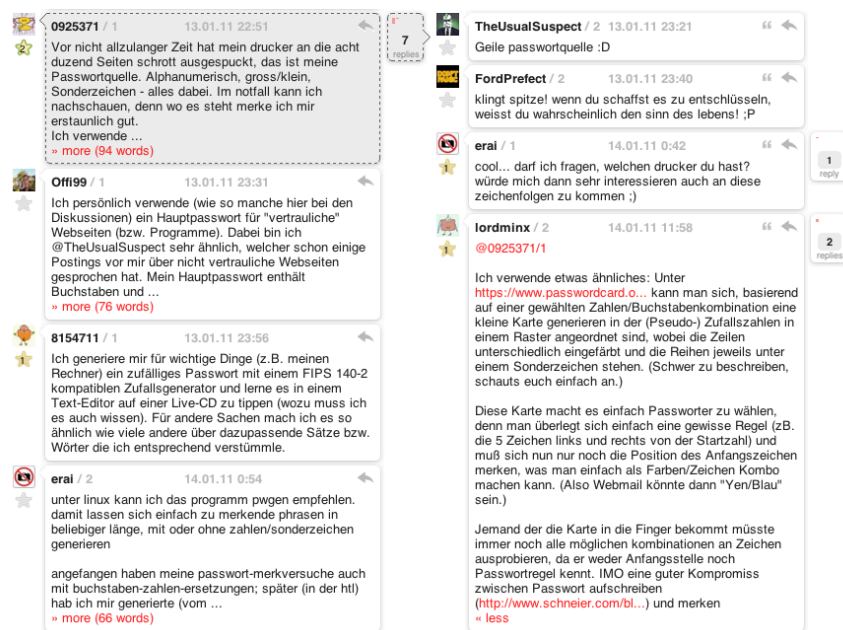 0925371 / 1 13.01.11 22:51
Vor nicht allzulanger Zeit hat mein drucker an die acht
duzend Seiten schrott ausgespuckt, das ist meine
Passwortquelle. Alphanumerisch, gross/klein,
Sonderzeichen - alles dabei. Im notfall kann ich
nachschauen, denn wo es steht merke ich mir
erstaunlich gut.
Ich verwende ...
» more (94 words)
7
replies
2
Offi99 / 1 13.01.11 23:31
Ich persönlich verwende (wie so manche hier bei den
Diskussionen) ein Hauptpasswort für "vertrauliche"
Webseiten (bzw. Programme). Dabei bin ich
@TheUsualSuspect sehr ähnlich, welcher schon einige
Postings vor mir über nicht vertrauliche Webseiten
gesprochen hat. Mein Hauptpasswort enthält
Buchstaben und ...
» more (76 words)
8154711 / 1 13.01.11 23:56
1
Ich generiere mir für wichtige Dinge (z.B. meinen
Rechner) ein zufälliges Passwort mit einem FIPS 140-2
kompatiblen Zufallsgenerator und lerne es in einem
Text-Editor auf einer Live-CD zu tippen (wozu muss ich
es auch wissen). Für andere Sachen mach ich es so
ähnlich wie viele andere über dazupassende Sätze bzw.
Wörter die ich entsprechend verstümmle.
erai / 2 14.01.11 0:54
unter linux kann ich das programm pwgen empfehlen.
damit lassen sich einfach zu merkende phrasen in
beliebiger länge, mit oder ohne zahlen/sonderzeichen
generieren
angefangen haben meine passwort-merkversuche auch
mit buchstaben-zahlen-ersetzungen; später (in der htl)
hab ich mir generierte (vom ...
» more (66 words)
TheUsualSuspect / 2 13.01.11 23:21
Geile passwortquelle :D
FordPrefect / 2 13.01.11 23:40
klingt spitze! wenn du schaffst es zu entschlüsseln,
weisst du wahrscheinlich den sinn des lebens! ;P
erai / 1 14.01.11 0:42
1
cool... darf ich fragen, welchen drucker du hast?
würde mich dann sehr interessieren auch an diese
zeichenfolgen zu kommen ;)
1
reply
lordminx / 2 14.01.11 11:58
1
@0925371/1
2
replies
Ich verwende etwas ähnliches: Unter
https://www.passwordcard.o... kann man sich, basierend
auf einer gewählten Zahlen/Buchstabenkombination eine
kleine Karte generieren in der (Pseudo-) Zufallszahlen in
einem Raster angeordnet sind, wobei die Zeilen
unterschiedlich eingefärbt und die Reihen jeweils unter
einem Sonderzeichen stehen. (Schwer zu beschreiben,
schauts euch einfach an.)
Diese Karte macht es einfach Passworter zu wählen,
denn man überlegt sich einfach eine gewisse Regel (zB.
die 5 Zeichen links und rechts von der Startzahl) und
muß sich nun nur noch die Position des Anfangszeichen
merken, was man einfach als Farben/Zeichen Kombo
machen kann. (Also Webmail könnte dann "Yen/Blau"
sein.)
Jemand der die Karte in die Finger bekommt müsste
immer noch alle möglichen kombinationen an Zeichen
ausprobieren, da er weder Anfangsstelle noch
Passwortregel kennt. IMO eine guter Kompromiss
zwischen Passwort aufschreiben
(http://www.schneier.com/bl...) und merken
« less